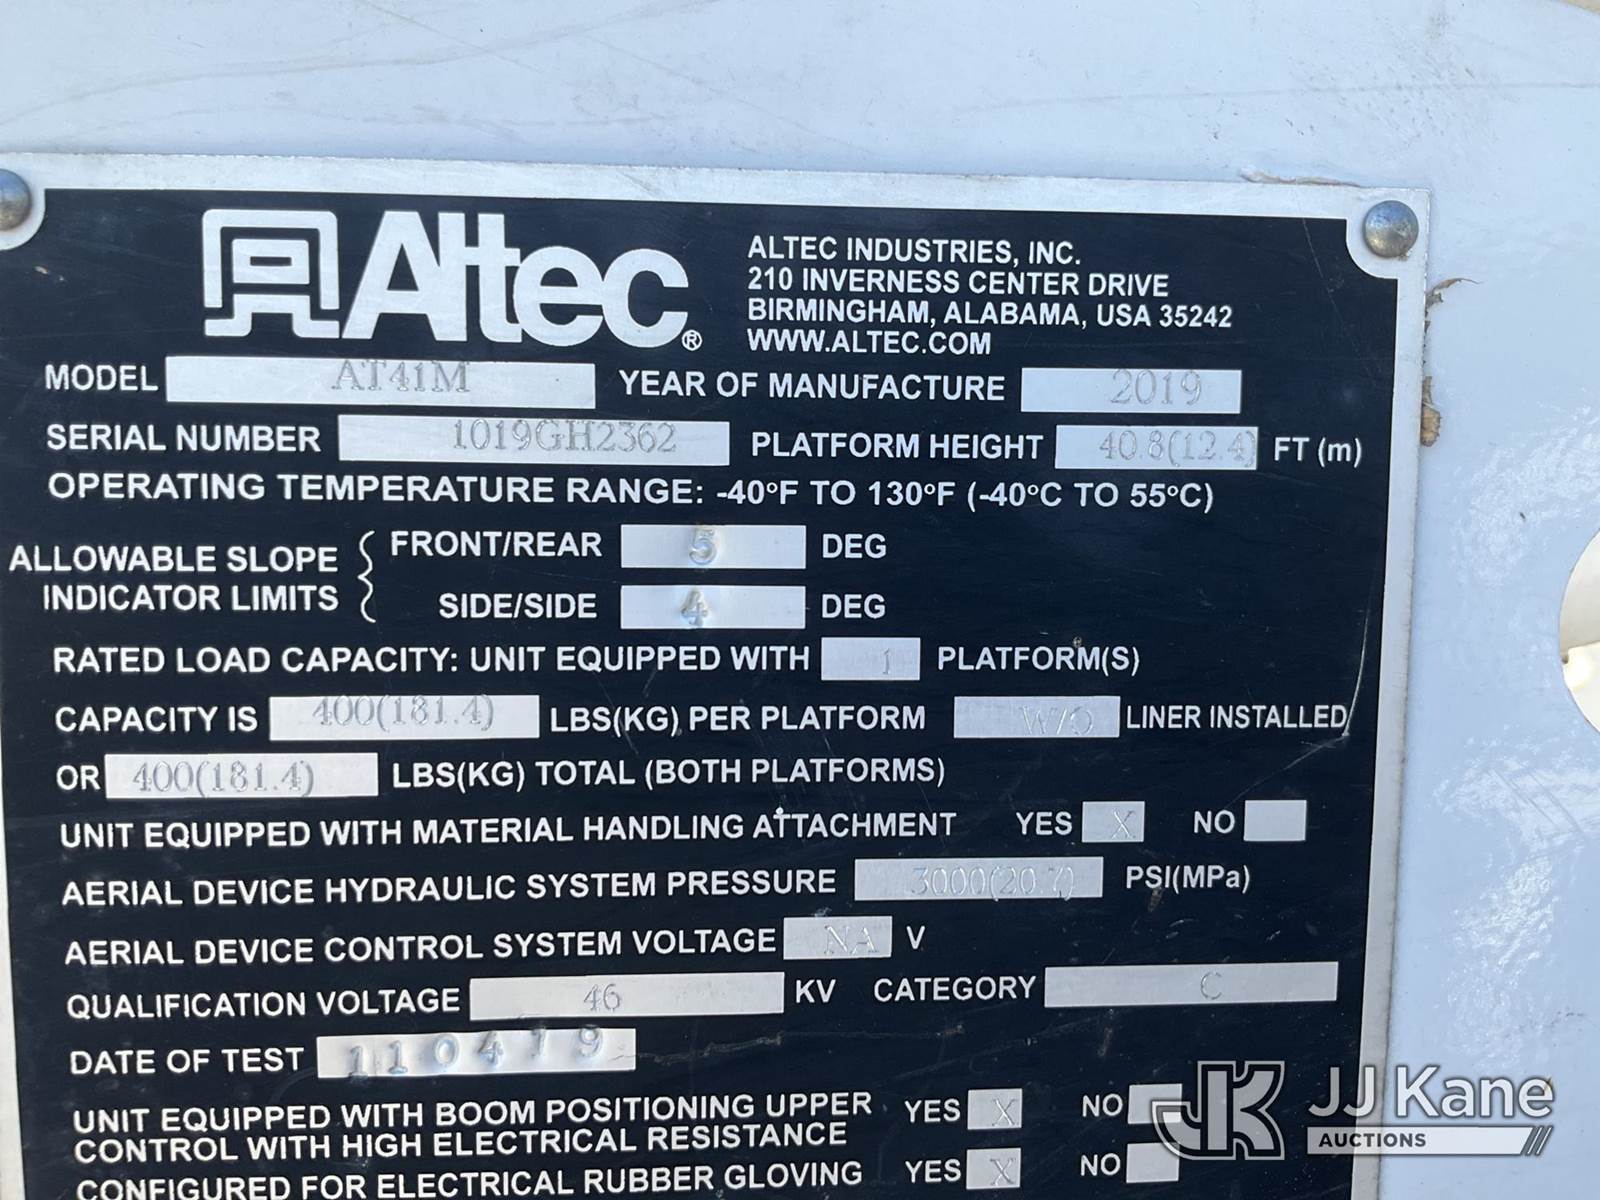 Altec®
ALTEC INDUSTRIES, INC.
210 INVERNESS CENTER DRIVE
BIRMINGHAM, ALABAMA, USA 35242
WWW.ALTEC.COM
MODEL AT41M YEAR OF MANUFACTURE 2019
SERIAL NUMBER 1019GH2362 PLATFORM HEIGHT 40.8(12.4) FT (m)
OPERATING TEMPERATURE RANGE: -40°F TO 130°F (-40°C TO 55°C)
ALLOWABLE SLOPE INDICATOR LIMITS { FRONT/REAR 5 DEG
SIDE/SIDE 4 DEG
RATED LOAD CAPACITY: UNIT EQUIPPED WITH 1 PLATFORM(S)
CAPACITY IS 400(181.4) LBS(KG) PER PLATFORM W/O LINER INSTALLED
OR 400(181.4) LBS(KG) TOTAL (BOTH PLATFORMS)
UNIT EQUIPPED WITH MATERIAL HANDLING ATTACHMENT YES X NO
AERIAL DEVICE HYDRAULIC SYSTEM PRESSURE 3000(20.7) PSI(MPa)
AERIAL DEVICE CONTROL SYSTEM VOLTAGE NA V
QUALIFICATION VOLTAGE 46 KV CATEGORY C
DATE OF TEST 110419
UNIT EQUIPPED WITH BOOM POSITIONING UPPER YES X NO
CONTROL WITH HIGH ELECTRICAL RESISTANCE
CONFIGURED FOR ELECTRICAL RUBBER GLOVING YES X NO
JK JJ Kane
AUCTIONS